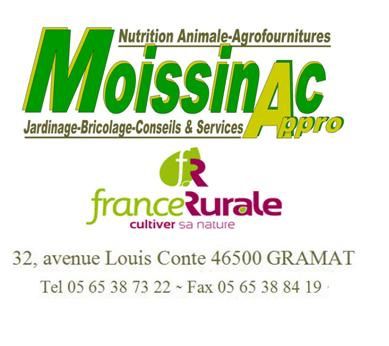 Nutrition Animale-Agrofournitures
Moissinac
Jardinage-Bricolage-Conseils & Services Appro
fR
franceRurale
cultiver sa nature
32, avenue Louis Conte 46500 GRAMAT
Tel 05 65 38 73 22 ~ Fax 05 65 38 84 19